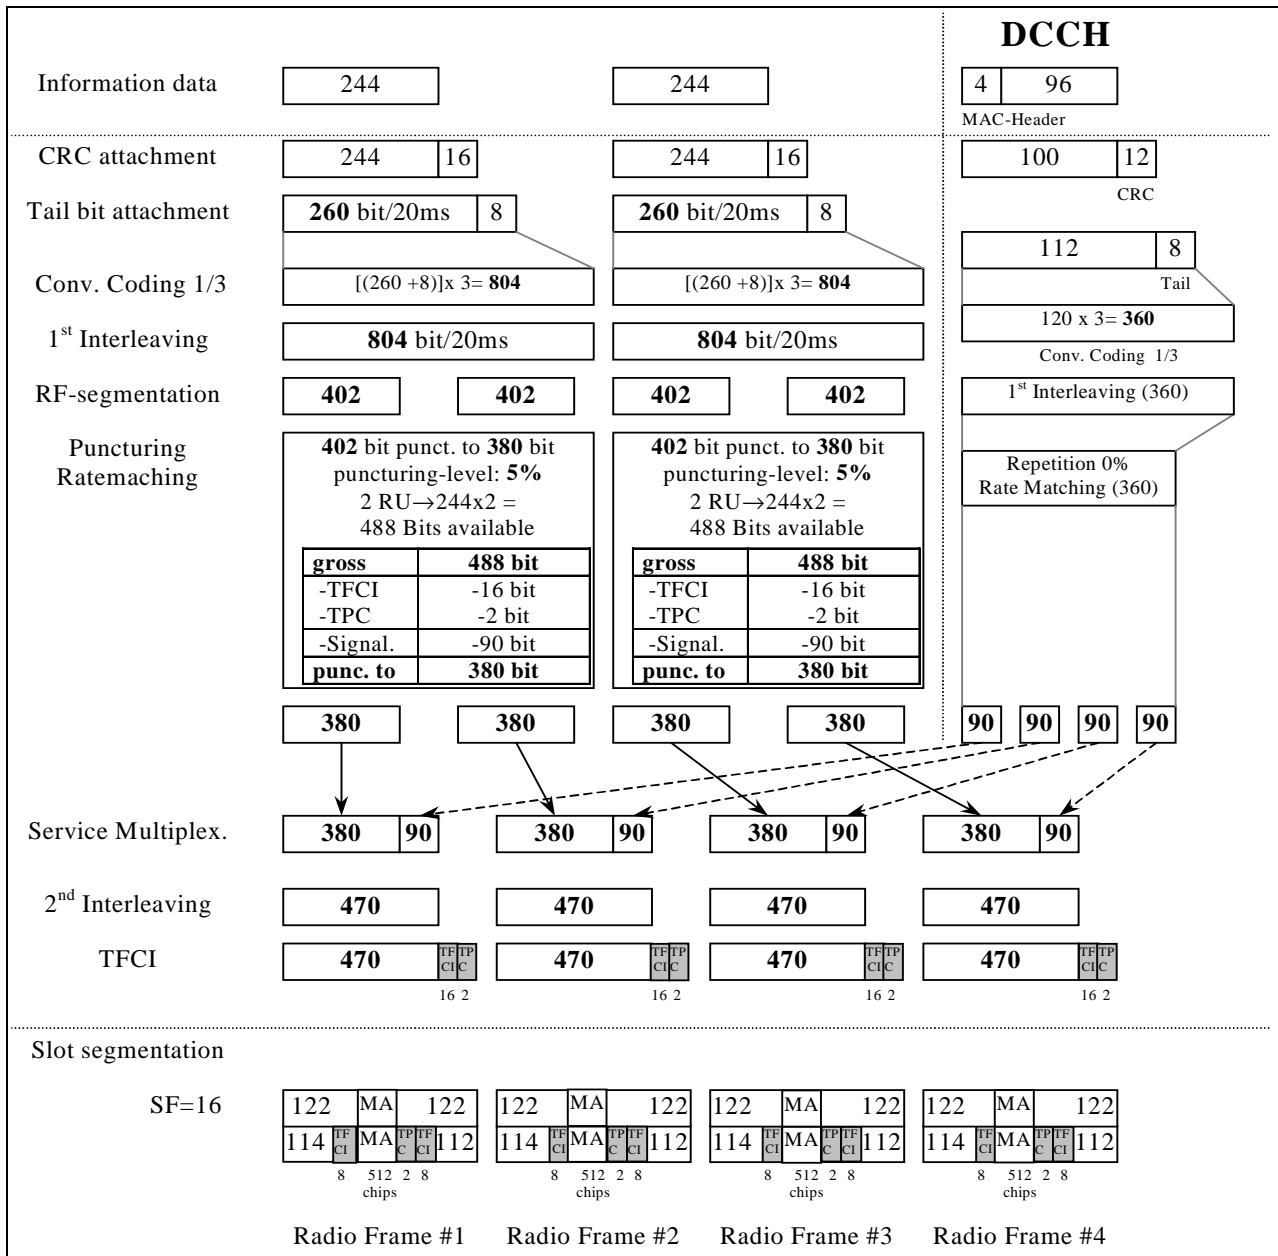 DCCH
Information data 244 244 4 96
MAC-Header
CRC attachment 244 16 244 16 100 12
CRC
Tail bit attachment 260 bit/20ms 8 260 bit/20ms 8
112 8
Tail
Conv. Coding 1/3 [(260 +8)]x 3= 804 [(260 +8)]x 3= 804
120 x 3= 360
Conv. Coding 1/3
1st Interleaving 804 bit/20ms 804 bit/20ms
RF-segmentation 402 402 402 402 1st Interleaving (360)
Puncturing
Ratemaching
402 bit punct. to 380 bit
puncturing-level: 5%
2 RU→244x2 =
488 Bits available
gross 488 bit
-TFCI -16 bit
-TPC -2 bit
-Signal. -90 bit
punc. to 380 bit
402 bit punct. to 380 bit
puncturing-level: 5%
2 RU→244x2 =
488 Bits available
gross 488 bit
-TFCI -16 bit
-TPC -2 bit
-Signal. -90 bit
punc. to 380 bit
Repetition 0%
Rate Matching (360)
380 380 380 380 90 90 90 90
Service Multiplex. 380 90 380 90 380 90 380 90
2nd Interleaving 470 470 470 470
TFCI 470 TFCI TPC 470 TFCI TPC 470 TFCI TPC 470 TFCI TPC
16 2 16 2 16 2 16 2
Slot segmentation
SF=16 122 MA 122 122 MA 122 122 MA 122 122 MA 122
114 TFCI MA TPC TFCI 112 114 TFCI MA TPC TFCI 112 114 TFCI MA TPC TFCI 112 114 TFCI MA TPC TFCI 112
8 512 2 8 8 512 2 8 8 512 2 8 8 512 2 8
chips chips chips chips
Radio Frame #1 Radio Frame #2 Radio Frame #3 Radio Frame #4